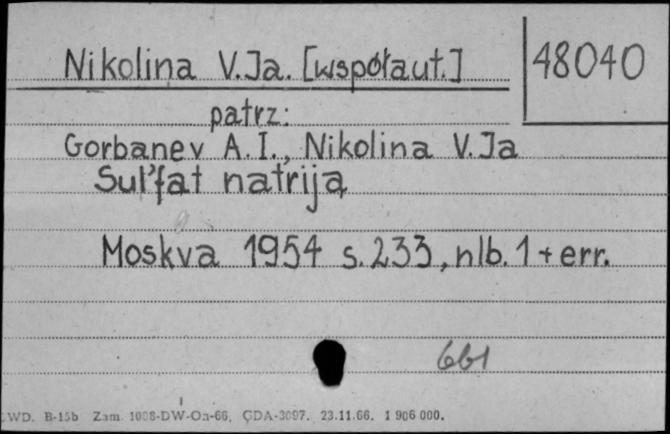 Nikolina V. Ja. [współaut.] 48040
patrz:
Gorbanev A. I., Nikolina V. Ja
Sul'fat natrija
Moskva 1954 s. 233, nlb. 1 + err.
661
WD. B-15b Zam. 1038-DW-Oa-66. CDA-3097. 23.11.66. 1 906 000.